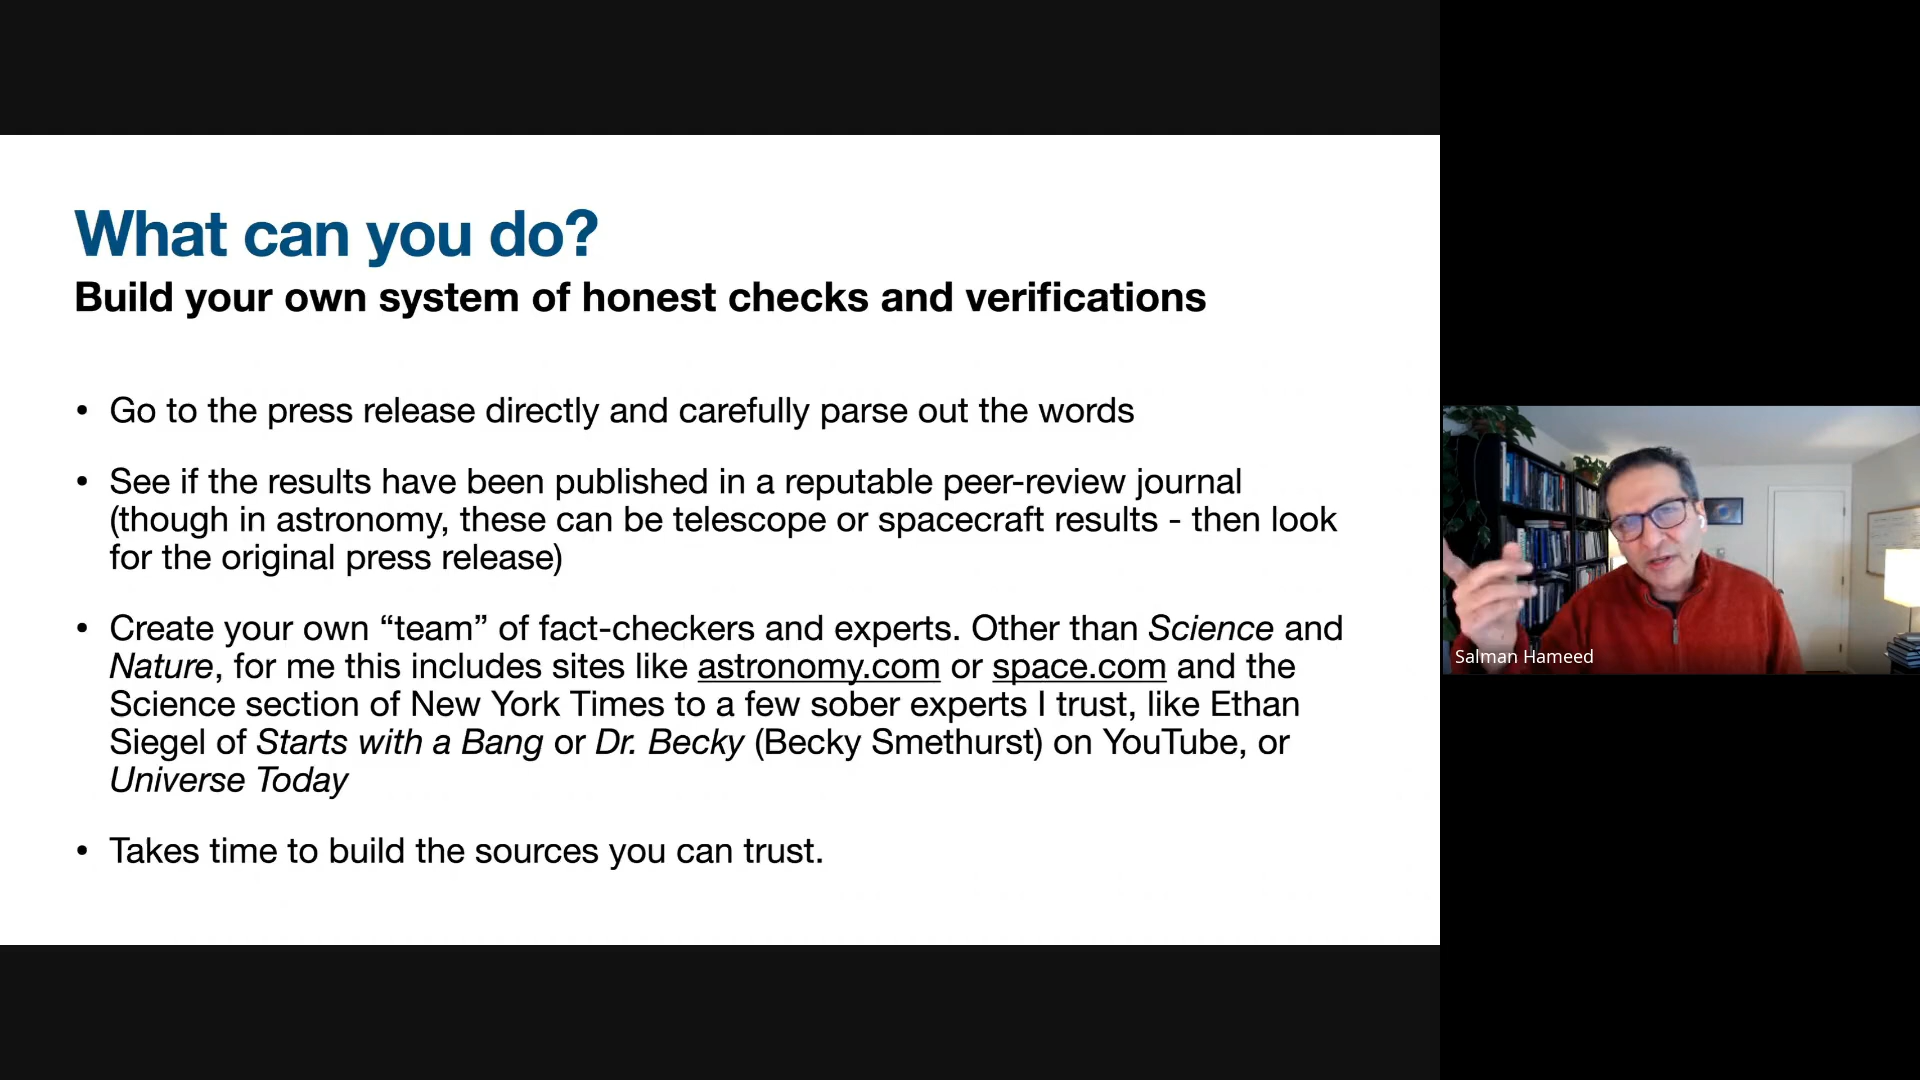 What can you do?
Build your own system of honest checks and verifications
• Go to the press release directly and carefully parse out the words
• See if the results have been published in a reputable peer-review journal
(though in astronomy, these can be telescope or spacecraft results - then look
for the original press release)
• Create your own “team” of fact-checkers and experts. Other than Science and
Nature, for me this includes sites like astronomy.com or space.com and the
Science section of New York Times to a few sober experts I trust, like Ethan
Siegel of Starts with a Bang or Dr. Becky (Becky Smethurst) on YouTube, or
Universe Today
• Takes time to build the sources you can trust.
Salman Hameed